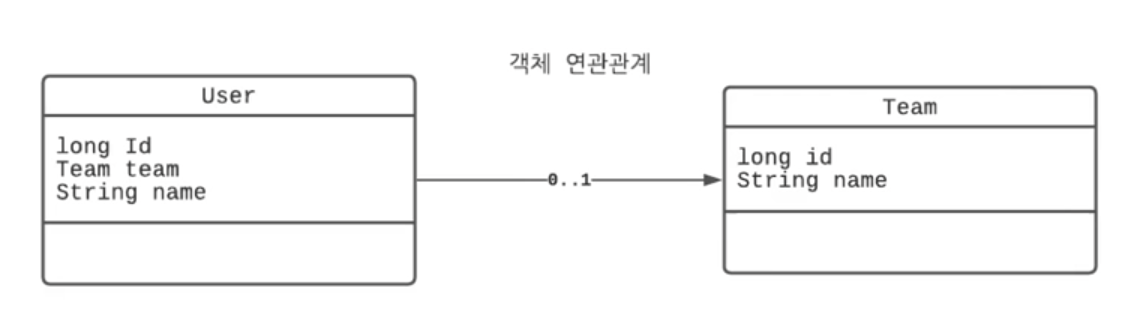 객체 연관관계
User
long Id
Team team
String name
0..1
Team
long id
String name